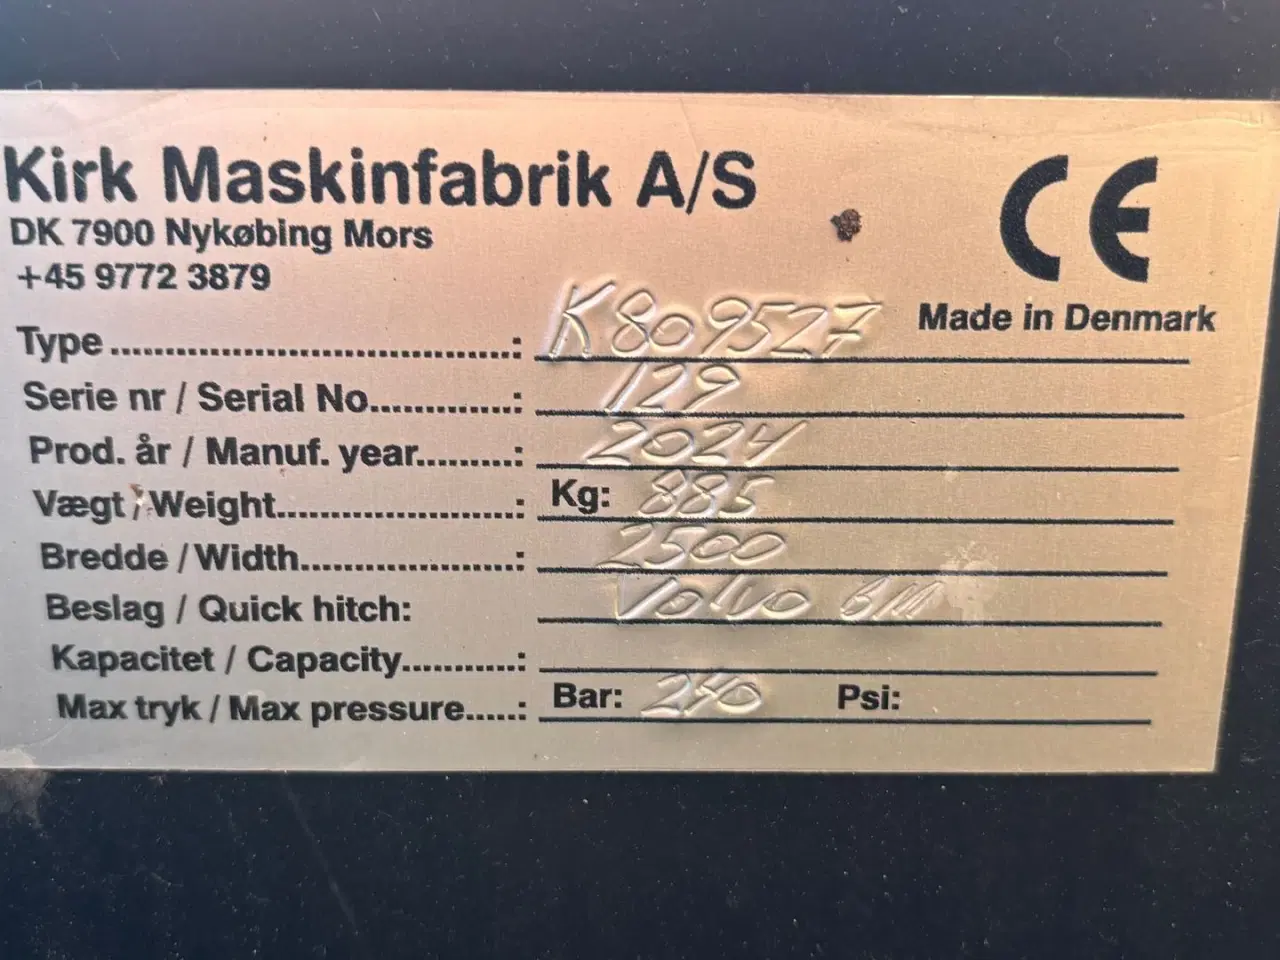 Kirk Maskinfabrik A/S
DK 7900 Nykøbing Mors
+45 9772 3879
CE
Made in Denmark
Type....................................: K809527
Serie nr / Serial No.............: 129
Prod. år / Manuf. year.........: 2024
Vægt / Weight......................: Kg: 885
Bredde / Width....................: 2500
Beslag / Quick hitch: Volvo BM
Kapacitet / Capacity...........:
Max tryk / Max pressure.....: Bar: 240 Psi: